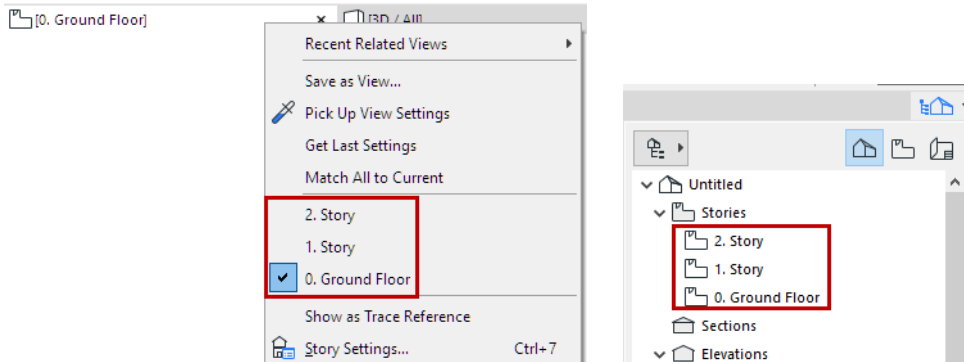 [0. Ground Floor]
[3D / All]
Recent Related Views
Save as View...
Pick Up View Settings
Get Last Settings
Match All to Current
2. Story
1. Story
0. Ground Floor
Show as Trace Reference
Story Settings... Ctrl+7
Untitled
Stories
2. Story
1. Story
0. Ground Floor
Sections
Elevations